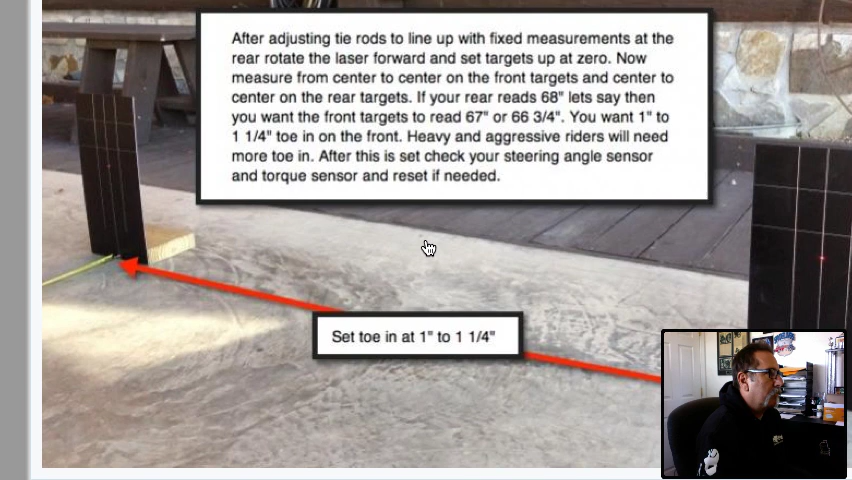 After adjusting tie rods to line up with fixed measurements at the
rear rotate the laser forward and set targets up at zero. Now
measure from center to center on the front targets and center to
center on the rear targets. If your rear reads 68" lets say then
you want the front targets to read 67" or 66 3/4". You want 1" to
1 1/4" toe in on the front. Heavy and aggressive riders will need
more toe in. After this is set check your steering angle sensor
and torque sensor and reset if needed.
Set toe in at 1" to 1 1/4"